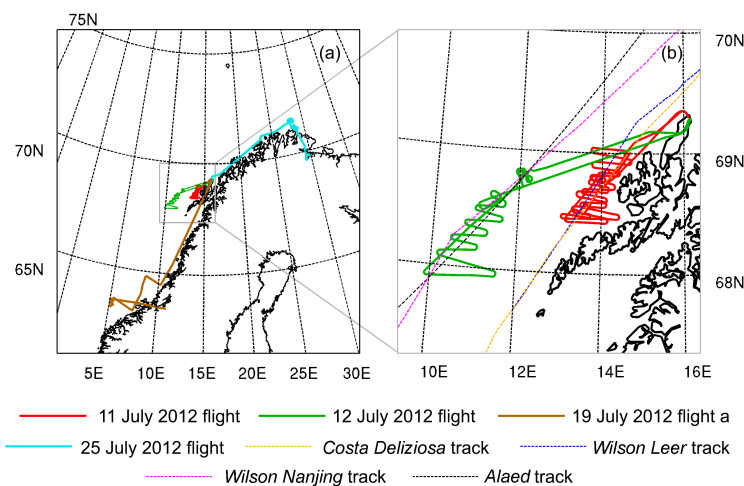 75N
(a)
(b)
70N
70N
69N
65N
68N
5E 10E 15E 20E 25E 30E
10E 12E 14E 16E
11 July 2012 flight
12 July 2012 flight
19 July 2012 flight a
25 July 2012 flight
Costa Deliziosa track
Wilson Leer track
Wilson Nanjing track
Alaed track